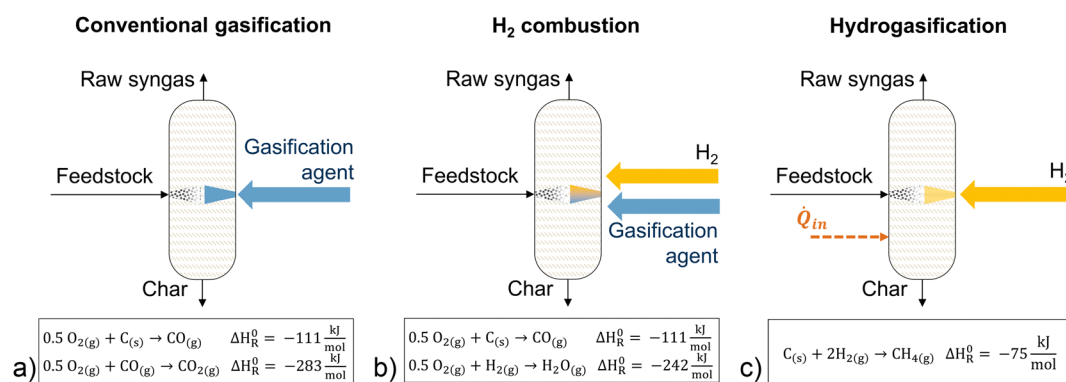 Conventional gasification
Raw syngas
Gasification
agent
Feedstock
Char
a)
0.5 O₂(g) + C(s) → CO(g) ΔH⁰R = −111 kJ/mol
0.5 O₂(g) + CO(g) → CO₂(g) ΔH⁰R = −283 kJ/mol
H₂ combustion
Raw syngas
H₂
Feedstock
Gasification
agent
Char
b)
0.5 O₂(g) + C(s) → CO(g) ΔH⁰R = −111 kJ/mol
0.5 O₂(g) + H₂(g) → H₂O(g) ΔH⁰R = −242 kJ/mol
Hydrogasification
Raw syngas
Feedstock
H₂
Q̇in
Char
c)
C(s) + 2H₂(g) → CH₄(g) ΔH⁰R = −75 kJ/mol